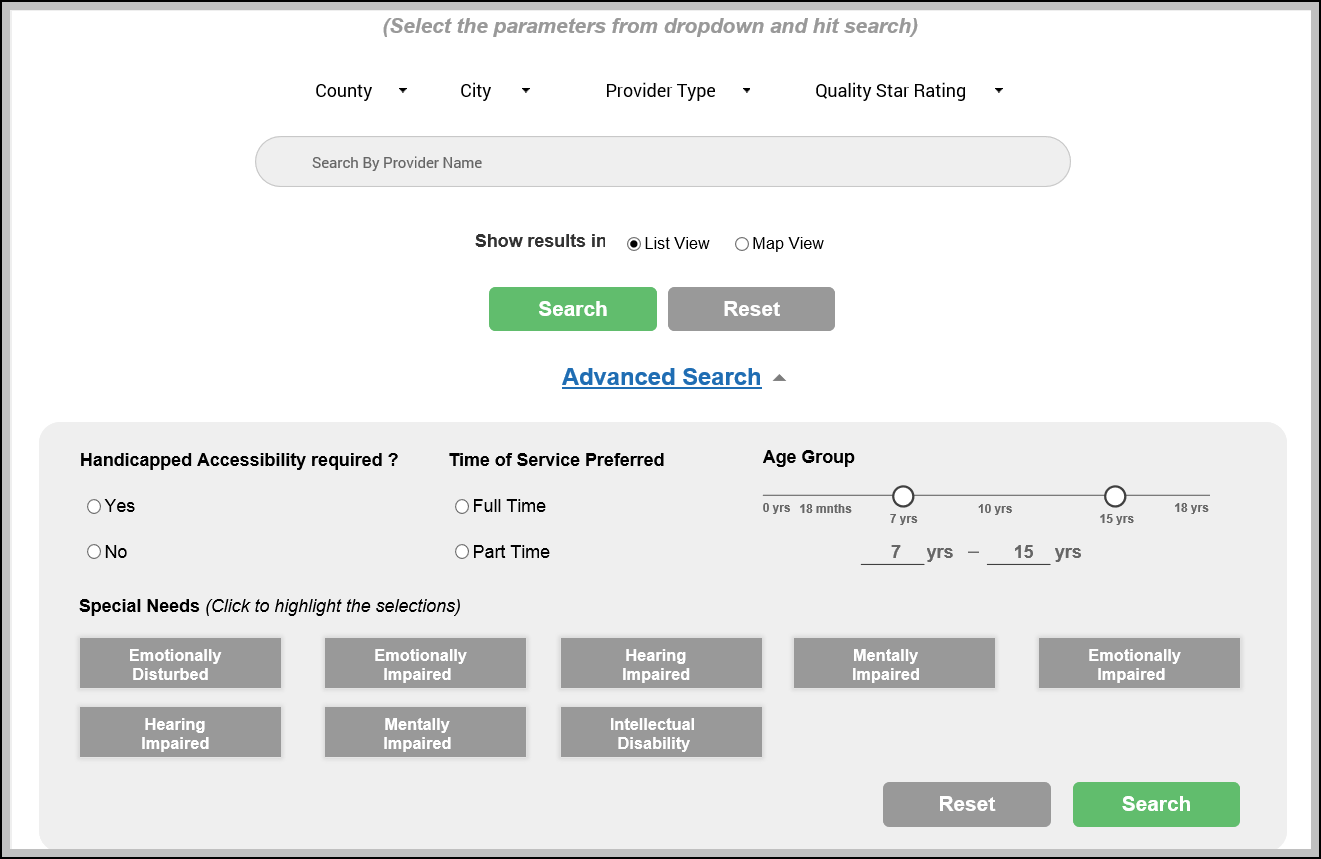 (Select the parameters from dropdown and hit search)
County City Provider Type Quality Star Rating
Search By Provider Name
Show results in List View Map View
Search Reset
Advanced Search
Handicapped Accessibility required ? Time of Service Preferred Age Group
Yes Full Time
0 yrs 18 mnths 7 yrs 10 yrs 15 yrs 18 yrs
No Part Time 7 yrs – 15 yrs
Special Needs (Click to highlight the selections)
Emotionally Disturbed Emotionally Impaired Hearing Impaired Mentally Impaired Emotionally Impaired
Hearing Impaired Mentally Impaired Intellectual Disability
Reset Search